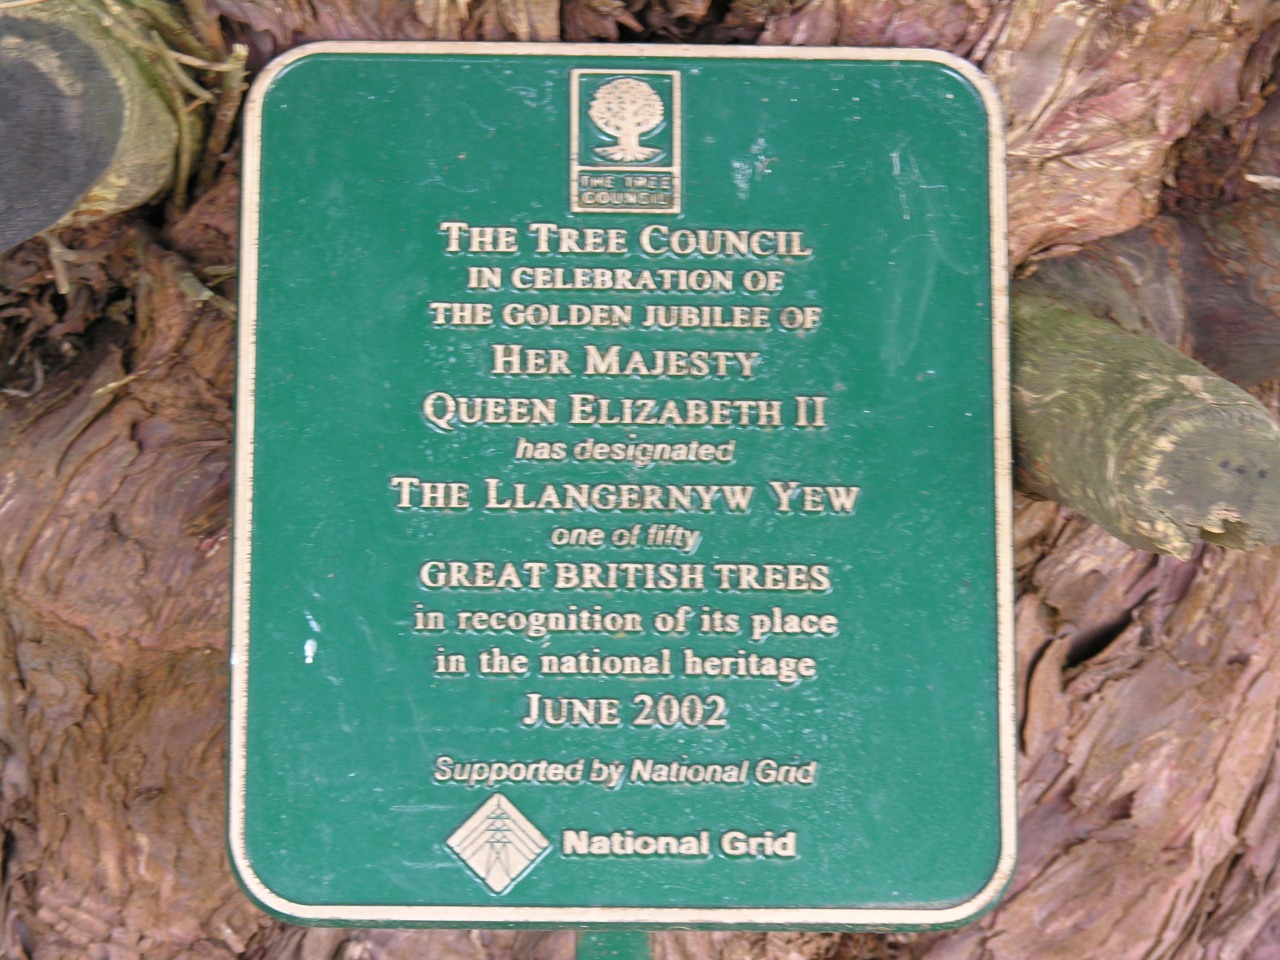 THE TREE
COUNCIL
THE TREE COUNCIL
IN CELEBRATION OF
THE GOLDEN JUBILEE OF
HER MAJESTY
QUEEN ELIZABETH II
has designated
THE LLANGERNYW YEW
one of fifty
GREAT BRITISH TREES
in recognition of its place
in the national heritage
JUNE 2002
Supported by National Grid
National Grid